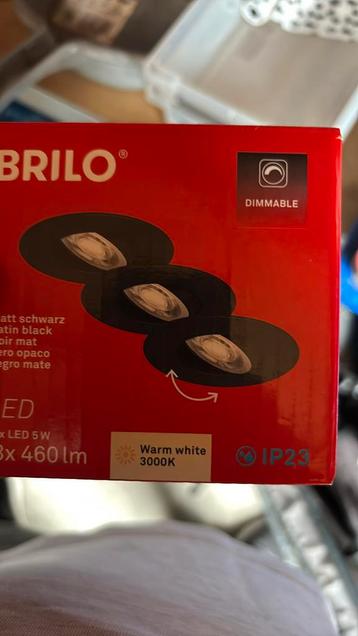 BRILO®
DIMMABLE
att schwarz
atin black
oir mat
ero opaco
egro mate
ED
x LED 5 W
3x 460 lm
Warm white
3000K
IP23